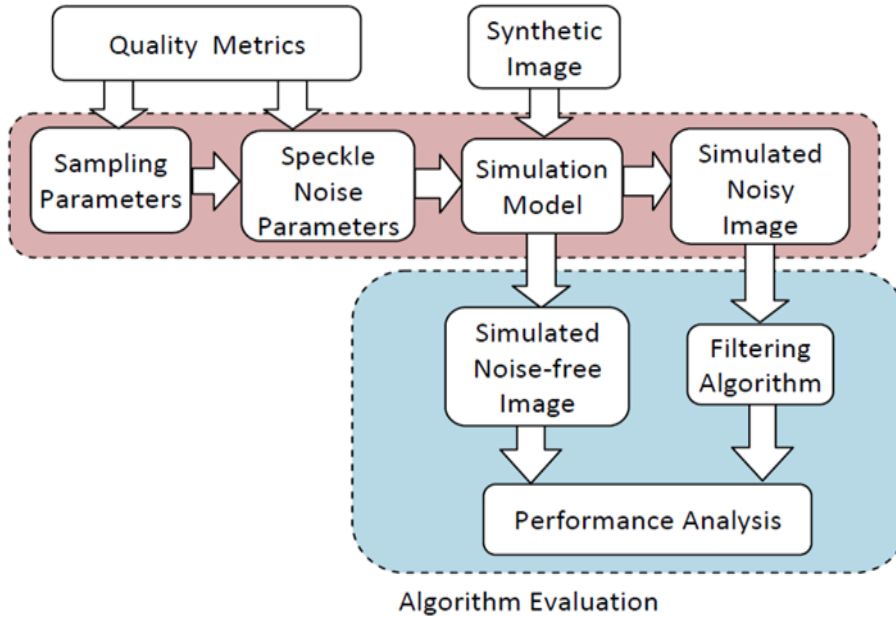 Quality Metrics
Synthetic
Image
Sampling
Parameters
Speckle
Noise
Parameters
Simulation
Model
Simulated
Noisy
Image
Simulated
Noise-free
Image
Filtering
Algorithm
Performance Analysis
Algorithm Evaluation